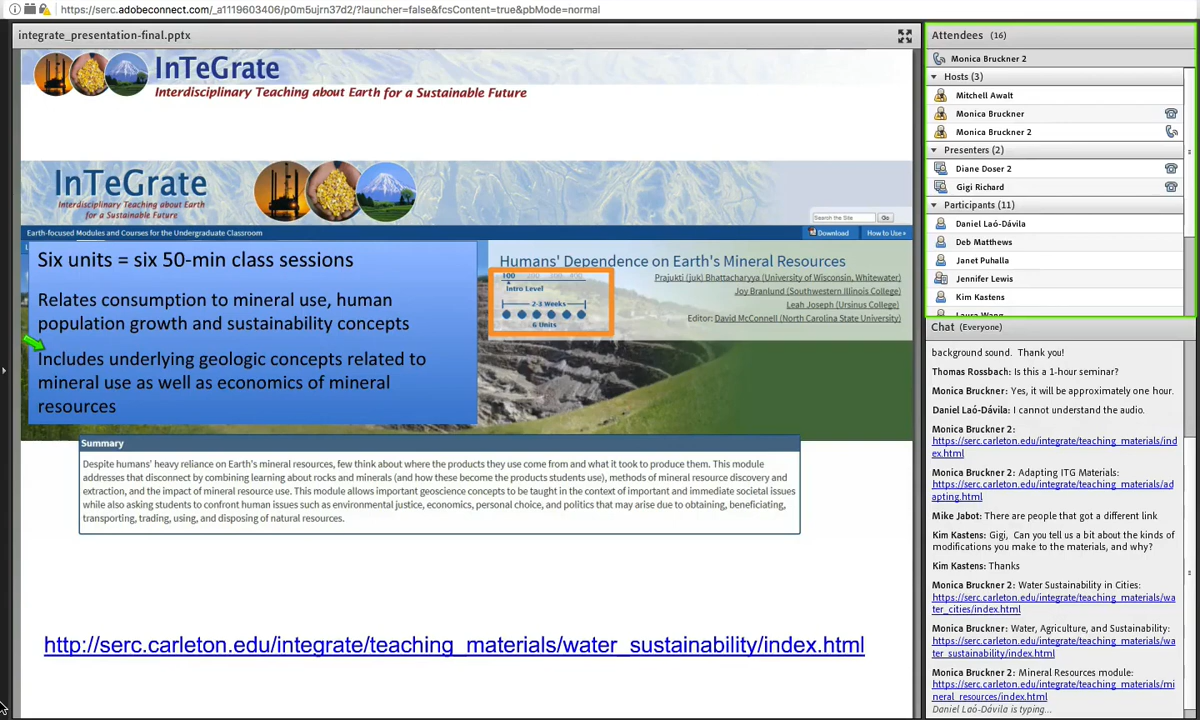 https://serc.adobeconnect.com/_a1119603406/p0m5ujrn37d2/?launcher=false&fcsContent=true&pbMode=normal
integrate_presentation-final.pptx
InTeGrate
Interdisciplinary Teaching about Earth for a Sustainable Future
InTeGrate
Interdisciplinary Teaching about Earth
for a Sustainable Future
Search the Site
Go
Earth-focused Modules and Courses for the Undergraduate Classroom
Download
How to Use»
Six units = six 50-min class sessions
Relates consumption to mineral use, human
population growth and sustainability concepts
Includes underlying geologic concepts related to
mineral use as well as economics of mineral
resources
Humans' Dependence on Earth's Mineral Resources
100 200 300 400
Intro Level
2-3 Weeks
6 Units
Prajukti (juk) Bhattacharyya (University of Wisconsin, Whitewater)
Joy Branlund (Southwestern Illinois College)
Leah Joseph (Ursinus College)
Editor: David McConnell (North Carolina State University)
Summary
Despite humans' heavy reliance on Earth's mineral resources, few think about where the products they use come from and what it took to produce them. This module
addresses that disconnect by combining learning about rocks and minerals (and how these become the products students use), methods of mineral resource discovery and
extraction, and the impact of mineral resource use. This module allows important geoscience concepts to be taught in the context of important and immediate societal issues
while also asking students to confront human issues such as environmental justice, economics, personal choice, and politics that may arise due to obtaining, beneficiating,
transporting, trading, using, and disposing of natural resources.
http://serc.carleton.edu/integrate/teaching_materials/water_sustainability/index.html
Attendees (16)
Monica Bruckner 2
Hosts (3)
Mitchell Awalt
Monica Bruckner
Monica Bruckner 2
Presenters (2)
Diane Doser 2
Gigi Richard
Participants (11)
Daniel Laó-Dávila
Deb Matthews
Janet Puhalla
Jennifer Lewis
Kim Kastens
Laura Wang
Chat (Everyone)
background sound. Thank you!
Thomas Rossbach: Is this a 1-hour seminar?
Monica Bruckner: Yes, it will be approximately one hour.
Daniel Laó-Dávila: I cannot understand the audio.
Monica Bruckner 2:
https://serc.carleton.edu/integrate/teaching_materials/ind
ex.html
Monica Bruckner 2: Adapting ITG Materials:
https://serc.carleton.edu/integrate/teaching_materials/ad
apting.html
Mike Jabot: There are people that got a different link
Kim Kastens: Gigi, Can you tell us a bit about the kinds of
modifications you make to the materials, and why?
Kim Kastens: Thanks
Monica Bruckner 2: Water Sustainability in Cities:
https://serc.carleton.edu/integrate/teaching_materials/wa
ter_cities/index.html
Monica Bruckner: Water, Agriculture, and Sustainability:
https://serc.carleton.edu/integrate/teaching_materials/wa
ter_sustainability/index.html
Monica Bruckner 2: Mineral Resources module:
https://serc.carleton.edu/integrate/teaching_materials/mi
neral_resources/index.html
Daniel Laó-Dávila is typing...